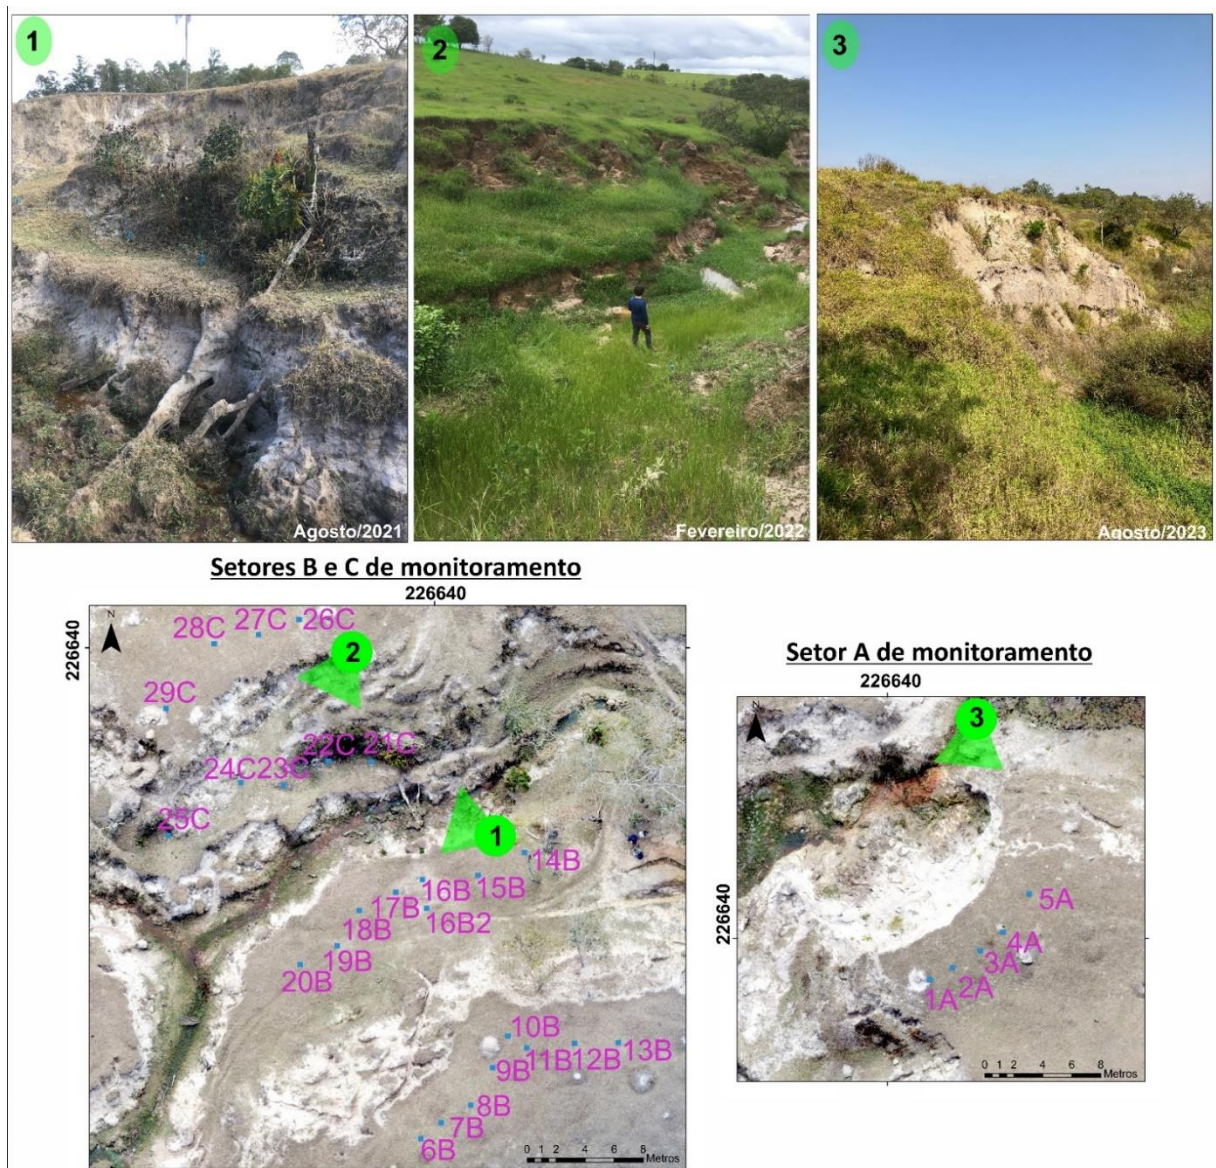 1
2
3
Agosto/2021
Fevereiro/2022
Agosto/2023
Setores B e C de monitoramento
226640
226640
N
28C
27C
26C
2
29C
22C
21C
24C
23C
25C
1
14B
15B
16B
17B
16B2
18B
19B
20B
10B
11B
12B
13B
9B
8B
7B
6B
0 1 2 4 6 8
Metros
Setor A de monitoramento
226640
226640
N
3
5A
4A
3A
2A
1A
0 1 2 4 6 8
Metros